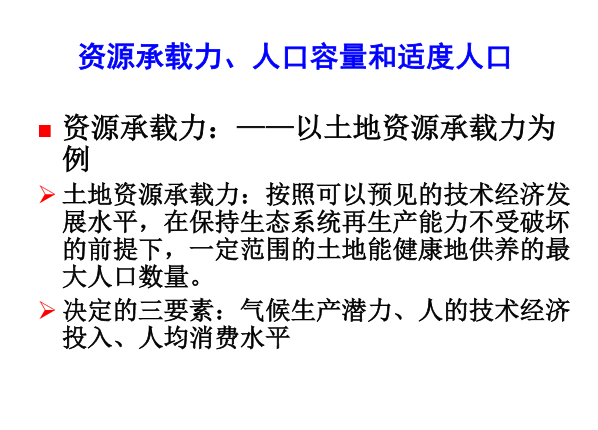 资源承载力、人口容量和适度人口
资源承载力：——以土地资源承载力为
例
土地资源承载力：按照可以预见的技术经济发
展水平，在保持生态系统再生产能力不受破坏
的前提下，一定范围的土地能健康地供养的最
大人口数量。
决定的三要素：气候生产潜力、人的技术经济
投入、人均消费水平